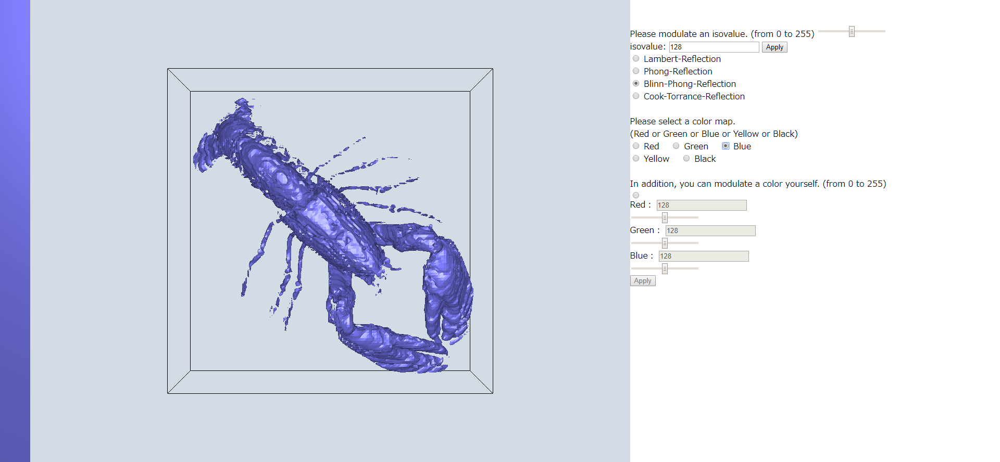 Please modulate an isovalue. (from 0 to 255)
isovalue: 128 Apply
Lambert-Reflection
Phong-Reflection
Blinn-Phong-Reflection
Cook-Torrance-Reflection
Please select a color map.
(Red or Green or Blue or Yellow or Black)
Red Green Blue
Yellow Black
In addition, you can modulate a color yourself. (from 0 to 255)
Red : 128
Green : 128
Blue : 128
Apply